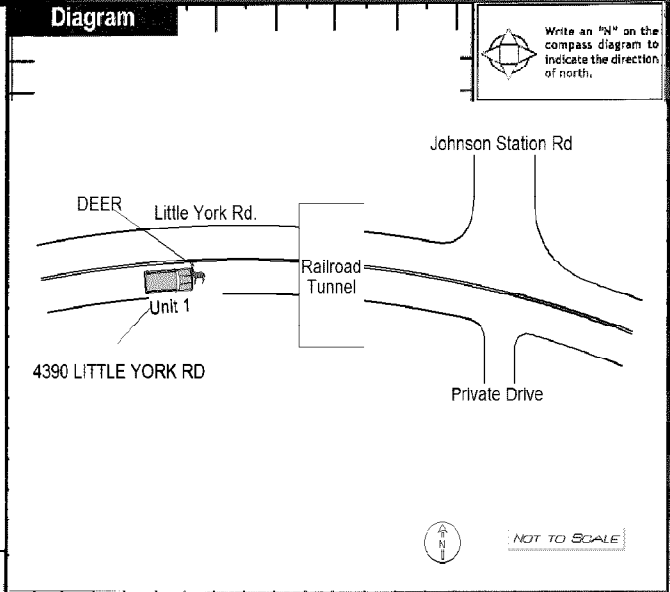 Diagram
Write an "N" on the
compass diagram to
indicate the direction
of north.
Johnson Station Rd
DEER
Little York Rd.
Railroad
Tunnel
Unit 1
4390 LITTLE YORK RD
Private Drive
N
NOT TO SCALE